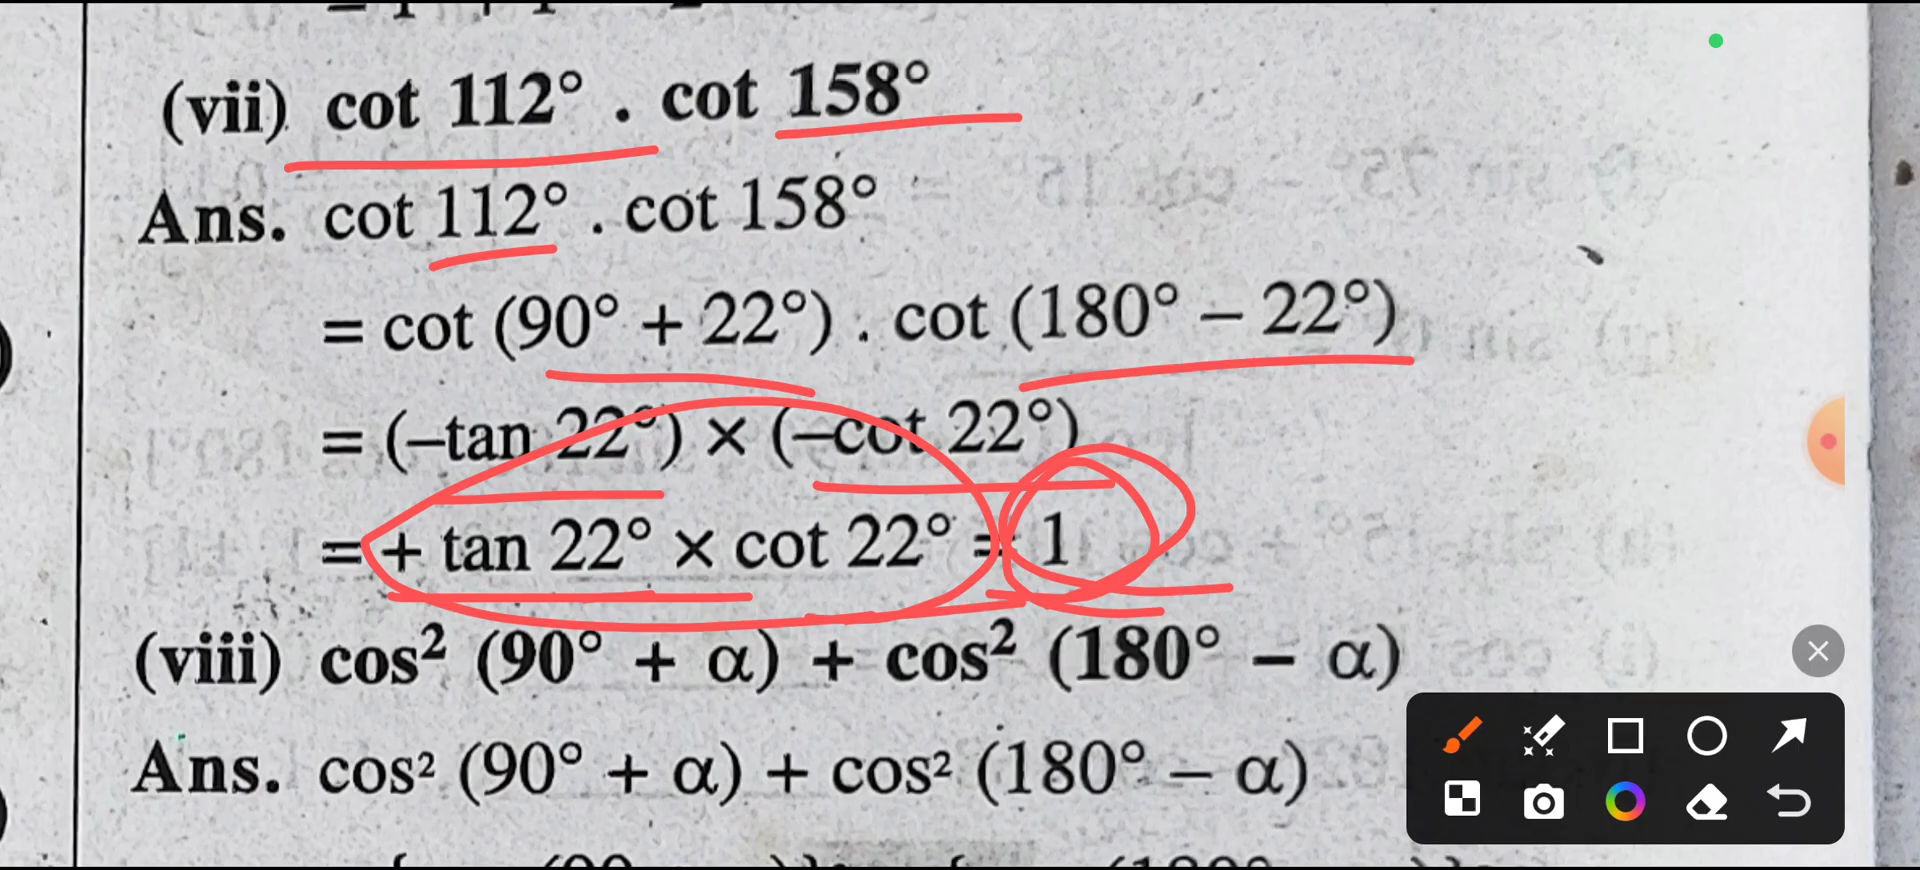 (vii) cot 112° . cot 158°
Ans. cot 112° . cot 158°
= cot (90° + 22°) . cot (180° – 22°)
= (–tan 22°) × (–cot 22°)
= + tan 22° × cot 22° = 1
(viii) cos² (90° + α) + cos² (180° – α)
Ans. cos² (90° + α) + cos² (180° – α)